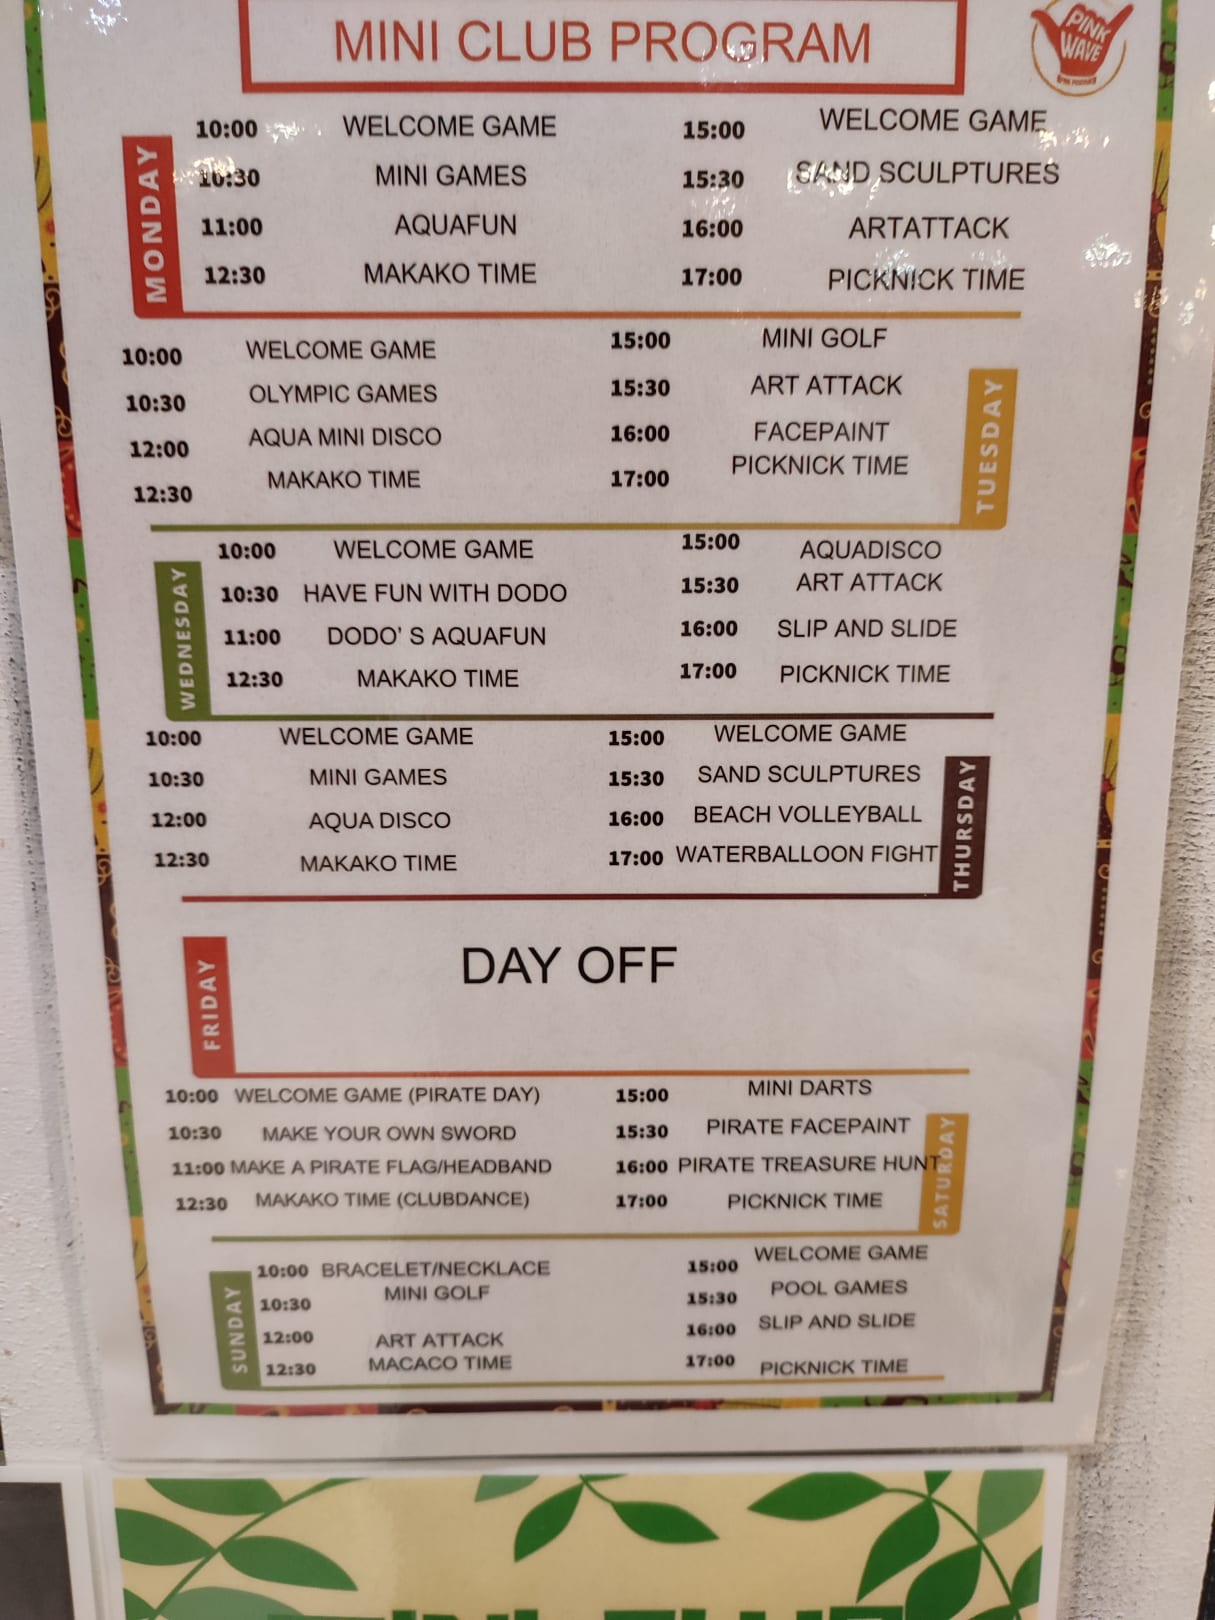 MINI CLUB PROGRAM
PINK
WAVE
MONDAY
10:00 WELCOME GAME 15:00 WELCOME GAME
10:30 MINI GAMES 15:30 SAND SCULPTURES
11:00 AQUAFUN 16:00 ARTATTACK
12:30 MAKAKO TIME 17:00 PICKNICK TIME
TUESDAY
10:00 WELCOME GAME 15:00 MINI GOLF
10:30 OLYMPIC GAMES 15:30 ART ATTACK
12:00 AQUA MINI DISCO 16:00 FACEPAINT
12:30 MAKAKO TIME 17:00 PICKNICK TIME
WEDNESDAY
10:00 WELCOME GAME 15:00 AQUADISCO
10:30 HAVE FUN WITH DODO 15:30 ART ATTACK
11:00 DODO' S AQUAFUN 16:00 SLIP AND SLIDE
12:30 MAKAKO TIME 17:00 PICKNICK TIME
THURSDAY
10:00 WELCOME GAME 15:00 WELCOME GAME
10:30 MINI GAMES 15:30 SAND SCULPTURES
12:00 AQUA DISCO 16:00 BEACH VOLLEYBALL
12:30 MAKAKO TIME 17:00 WATERBALLOON FIGHT
FRIDAY
DAY OFF
SATURDAY
10:00 WELCOME GAME (PIRATE DAY) 15:00 MINI DARTS
10:30 MAKE YOUR OWN SWORD 15:30 PIRATE FACEPAINT
11:00 MAKE A PIRATE FLAG/HEADBAND 16:00 PIRATE TREASURE HUNT
12:30 MAKAKO TIME (CLUBDANCE) 17:00 PICKNICK TIME
SUNDAY
10:00 BRACELET/NECKLACE 15:00 WELCOME GAME
10:30 MINI GOLF 15:30 POOL GAMES
12:00 ART ATTACK 16:00 SLIP AND SLIDE
12:30 MACACO TIME 17:00 PICKNICK TIME